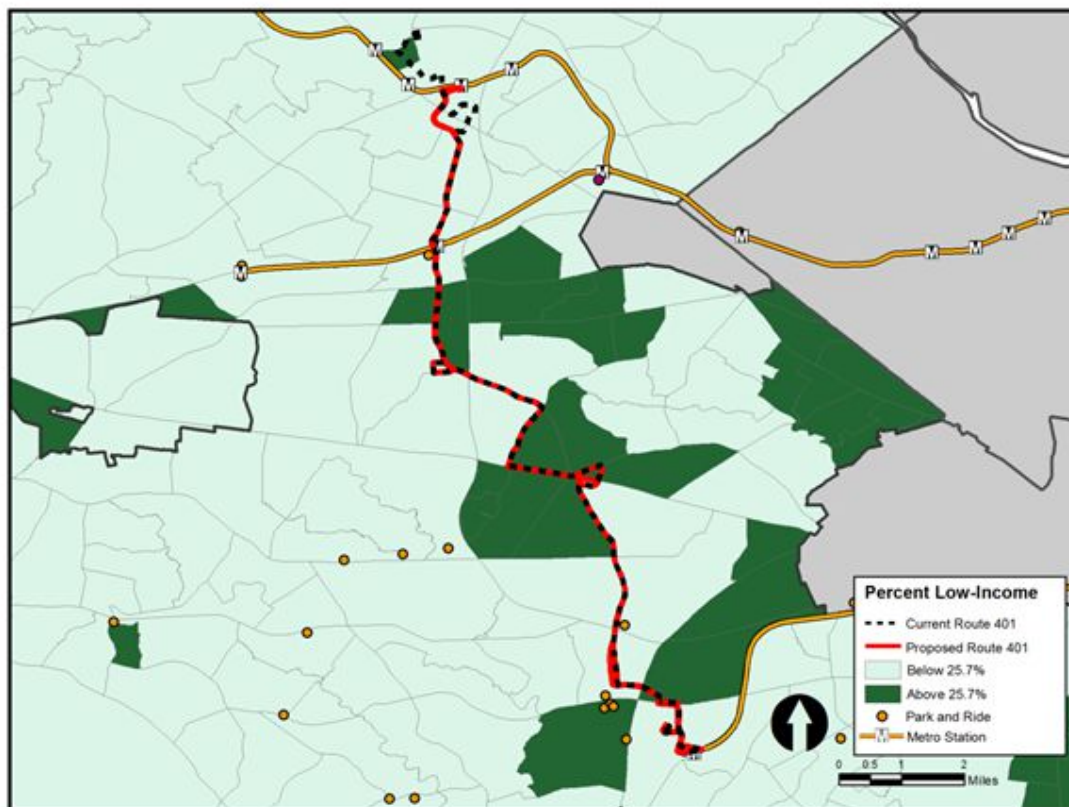 M
M
M
M
M
M
M
M
M
M
M
M
M
Percent Low-Income
Current Route 401
Proposed Route 401
Below 25.7%
Above 25.7%
Park and Ride
M Metro Station
0 0.5 1 2
Miles